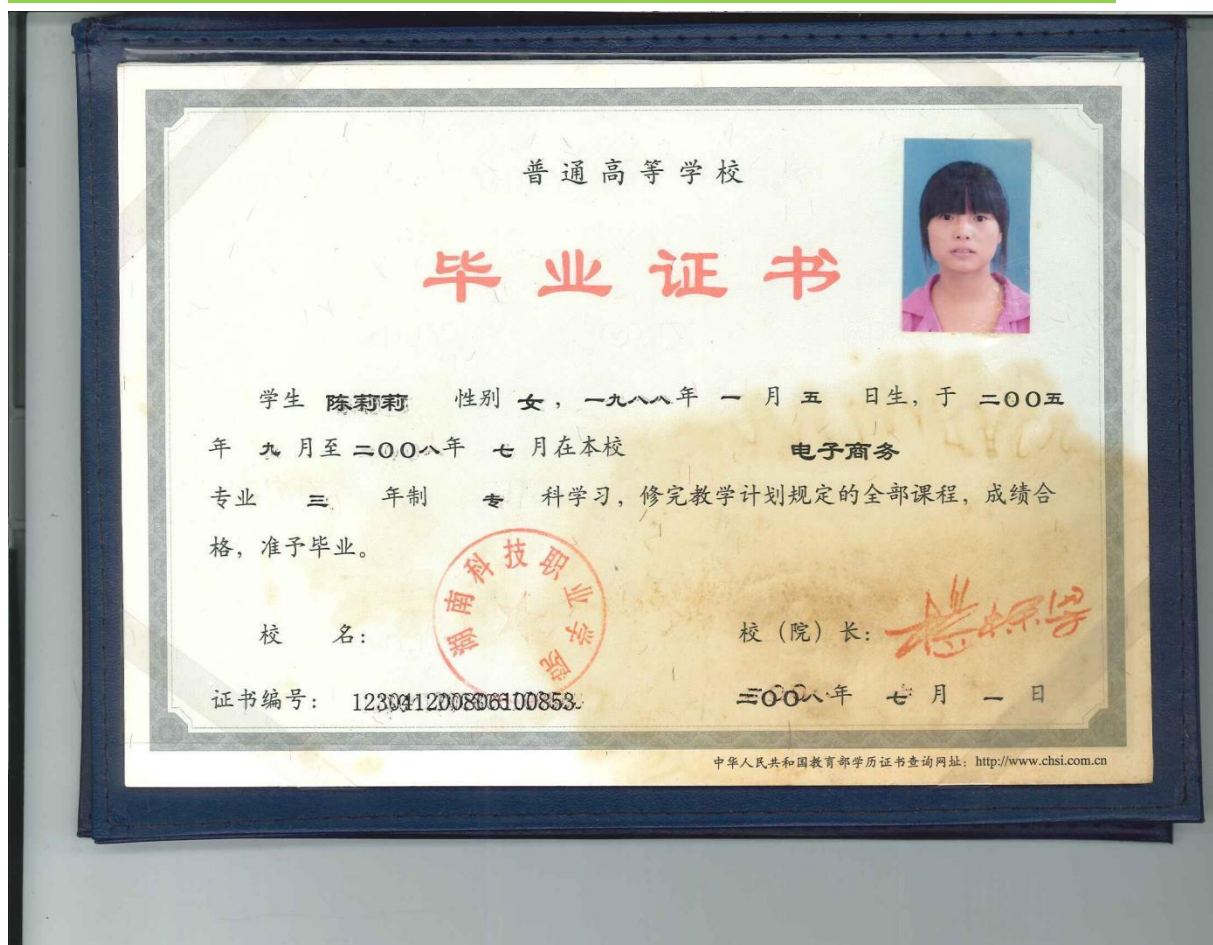 普通高等学校
毕业证书
学生 陈莉莉 性别 女，一九八八年 一 月 五 日生，于 二00五
年 九 月至 二00八年 七 月在本校 电子商务
专业 三 年制 专 科学习，修完教学计划规定的全部课程，成绩合
格，准予毕业。
湖南科技职业学院
校 名： 校（院）长：
证书编号： 123041200806100853 二00八年 七 月 一 日
中华人民共和国教育部学历证书查询网址：http://www.chsi.com.cn